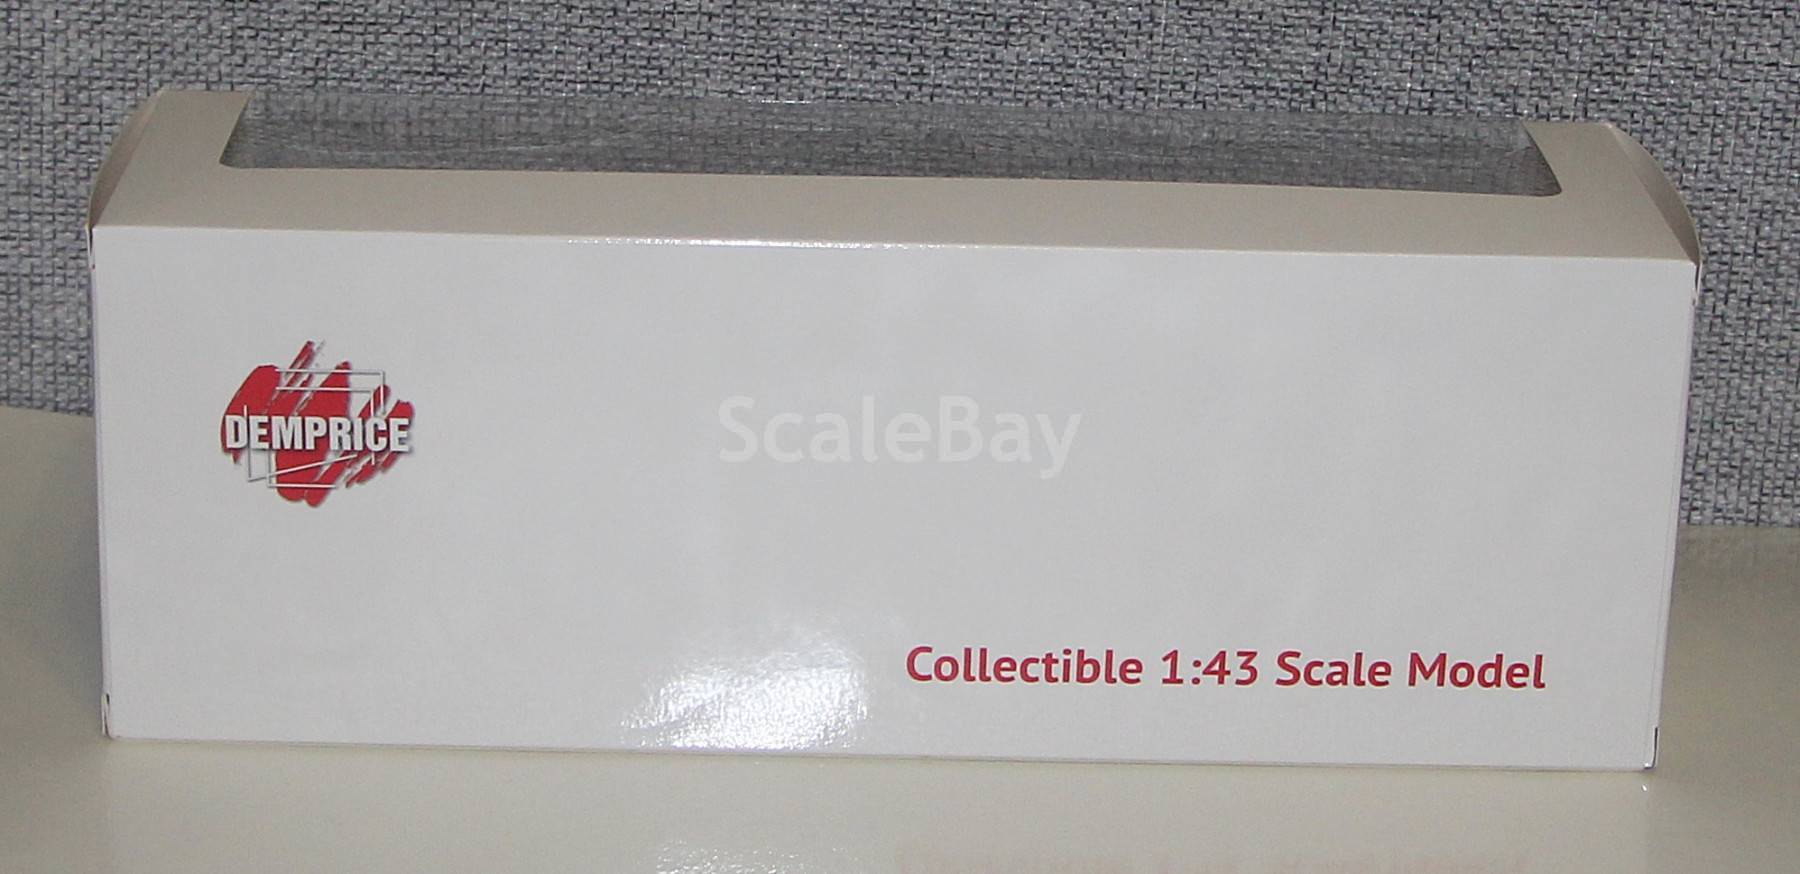 DEMPRICE
ScaleBay
Collectible 1:43 Scale Model